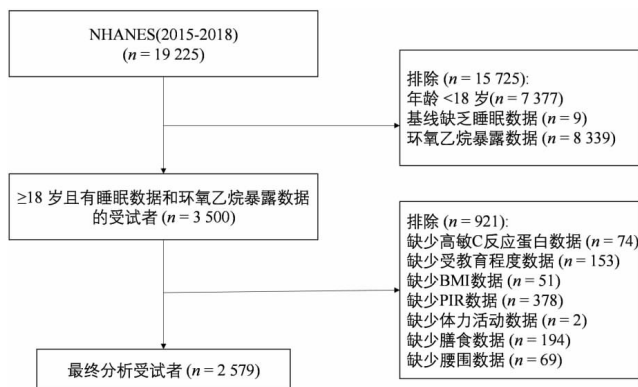 NHANES(2015-2018)
(n = 19 225)
排除 (n = 15 725):
年龄 <18 岁(n = 7 377)
基线缺乏睡眠数据 (n = 9)
环氧乙烷暴露数据 (n = 8 339)
≥18 岁且有睡眠数据和环氧乙烷暴露数据
的受试者 (n = 3 500)
排除 (n = 921):
缺少高敏C反应蛋白数据 (n = 74)
缺少受教育程度数据 (n = 153)
缺少BMI数据 (n = 51)
缺少PIR数据 (n = 378)
缺少体力活动数据 (n = 2)
缺少膳食数据 (n = 194)
缺少腰围数据 (n = 69)
最终分析受试者 (n = 2 579)